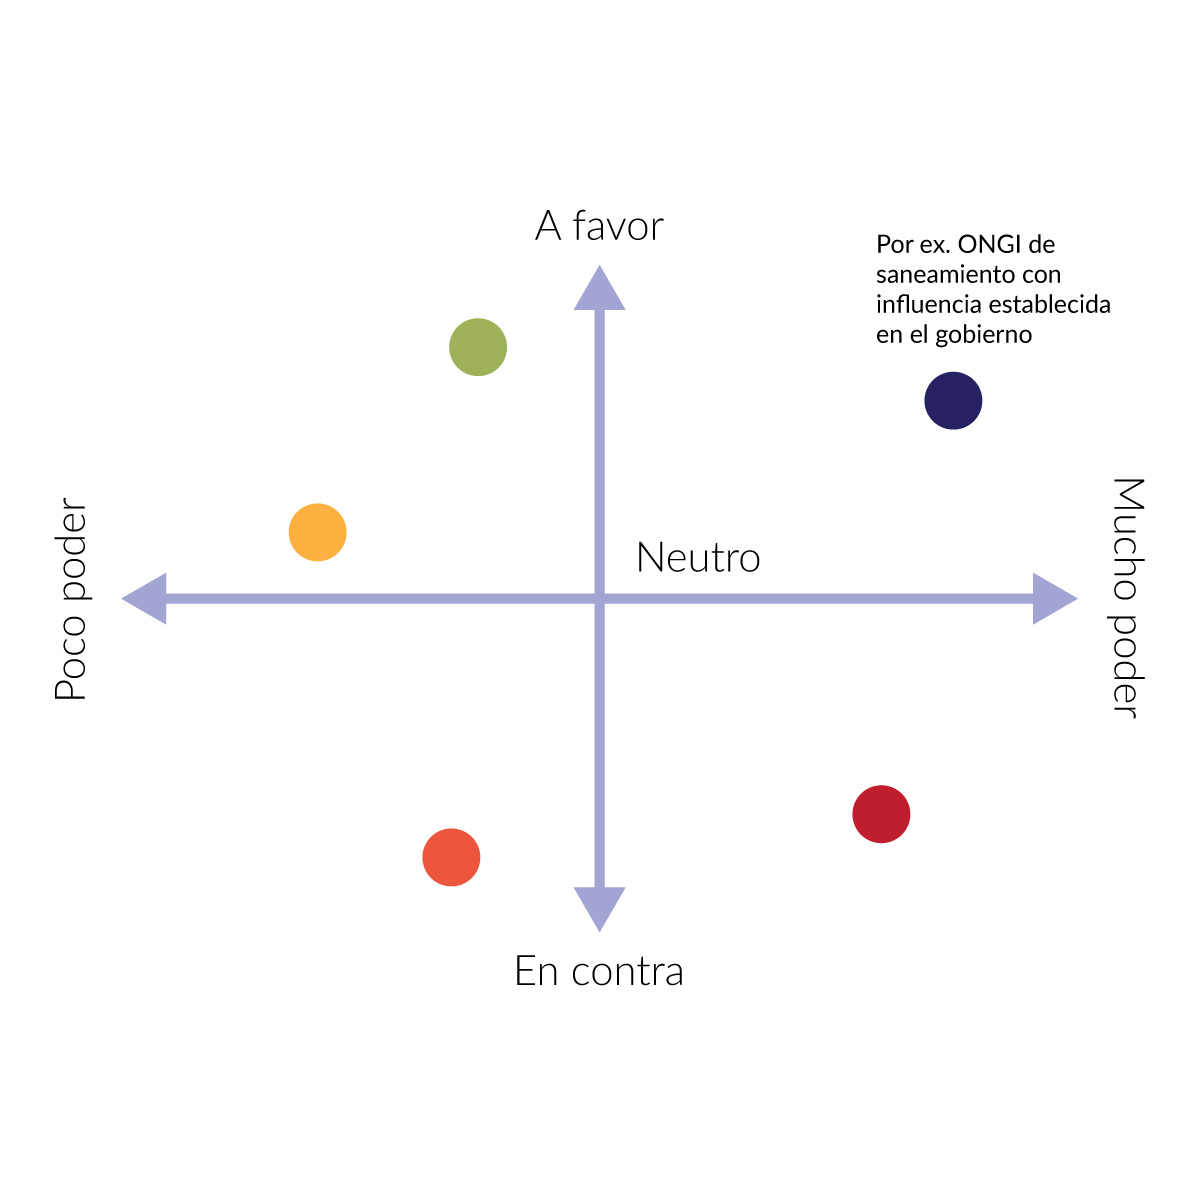 A favor
Por ex. ONGI de
saneamiento con
influencia establecida
en el gobierno
Poco poder
Neutro
Mucho poder
En contra